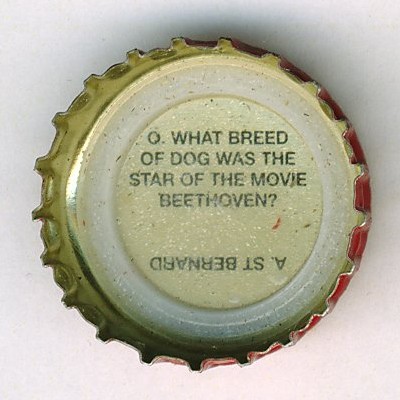 Q. WHAT BREED
OF DOG WAS THE
STAR OF THE MOVIE
BEETHOVEN?
A. ST BERNARD